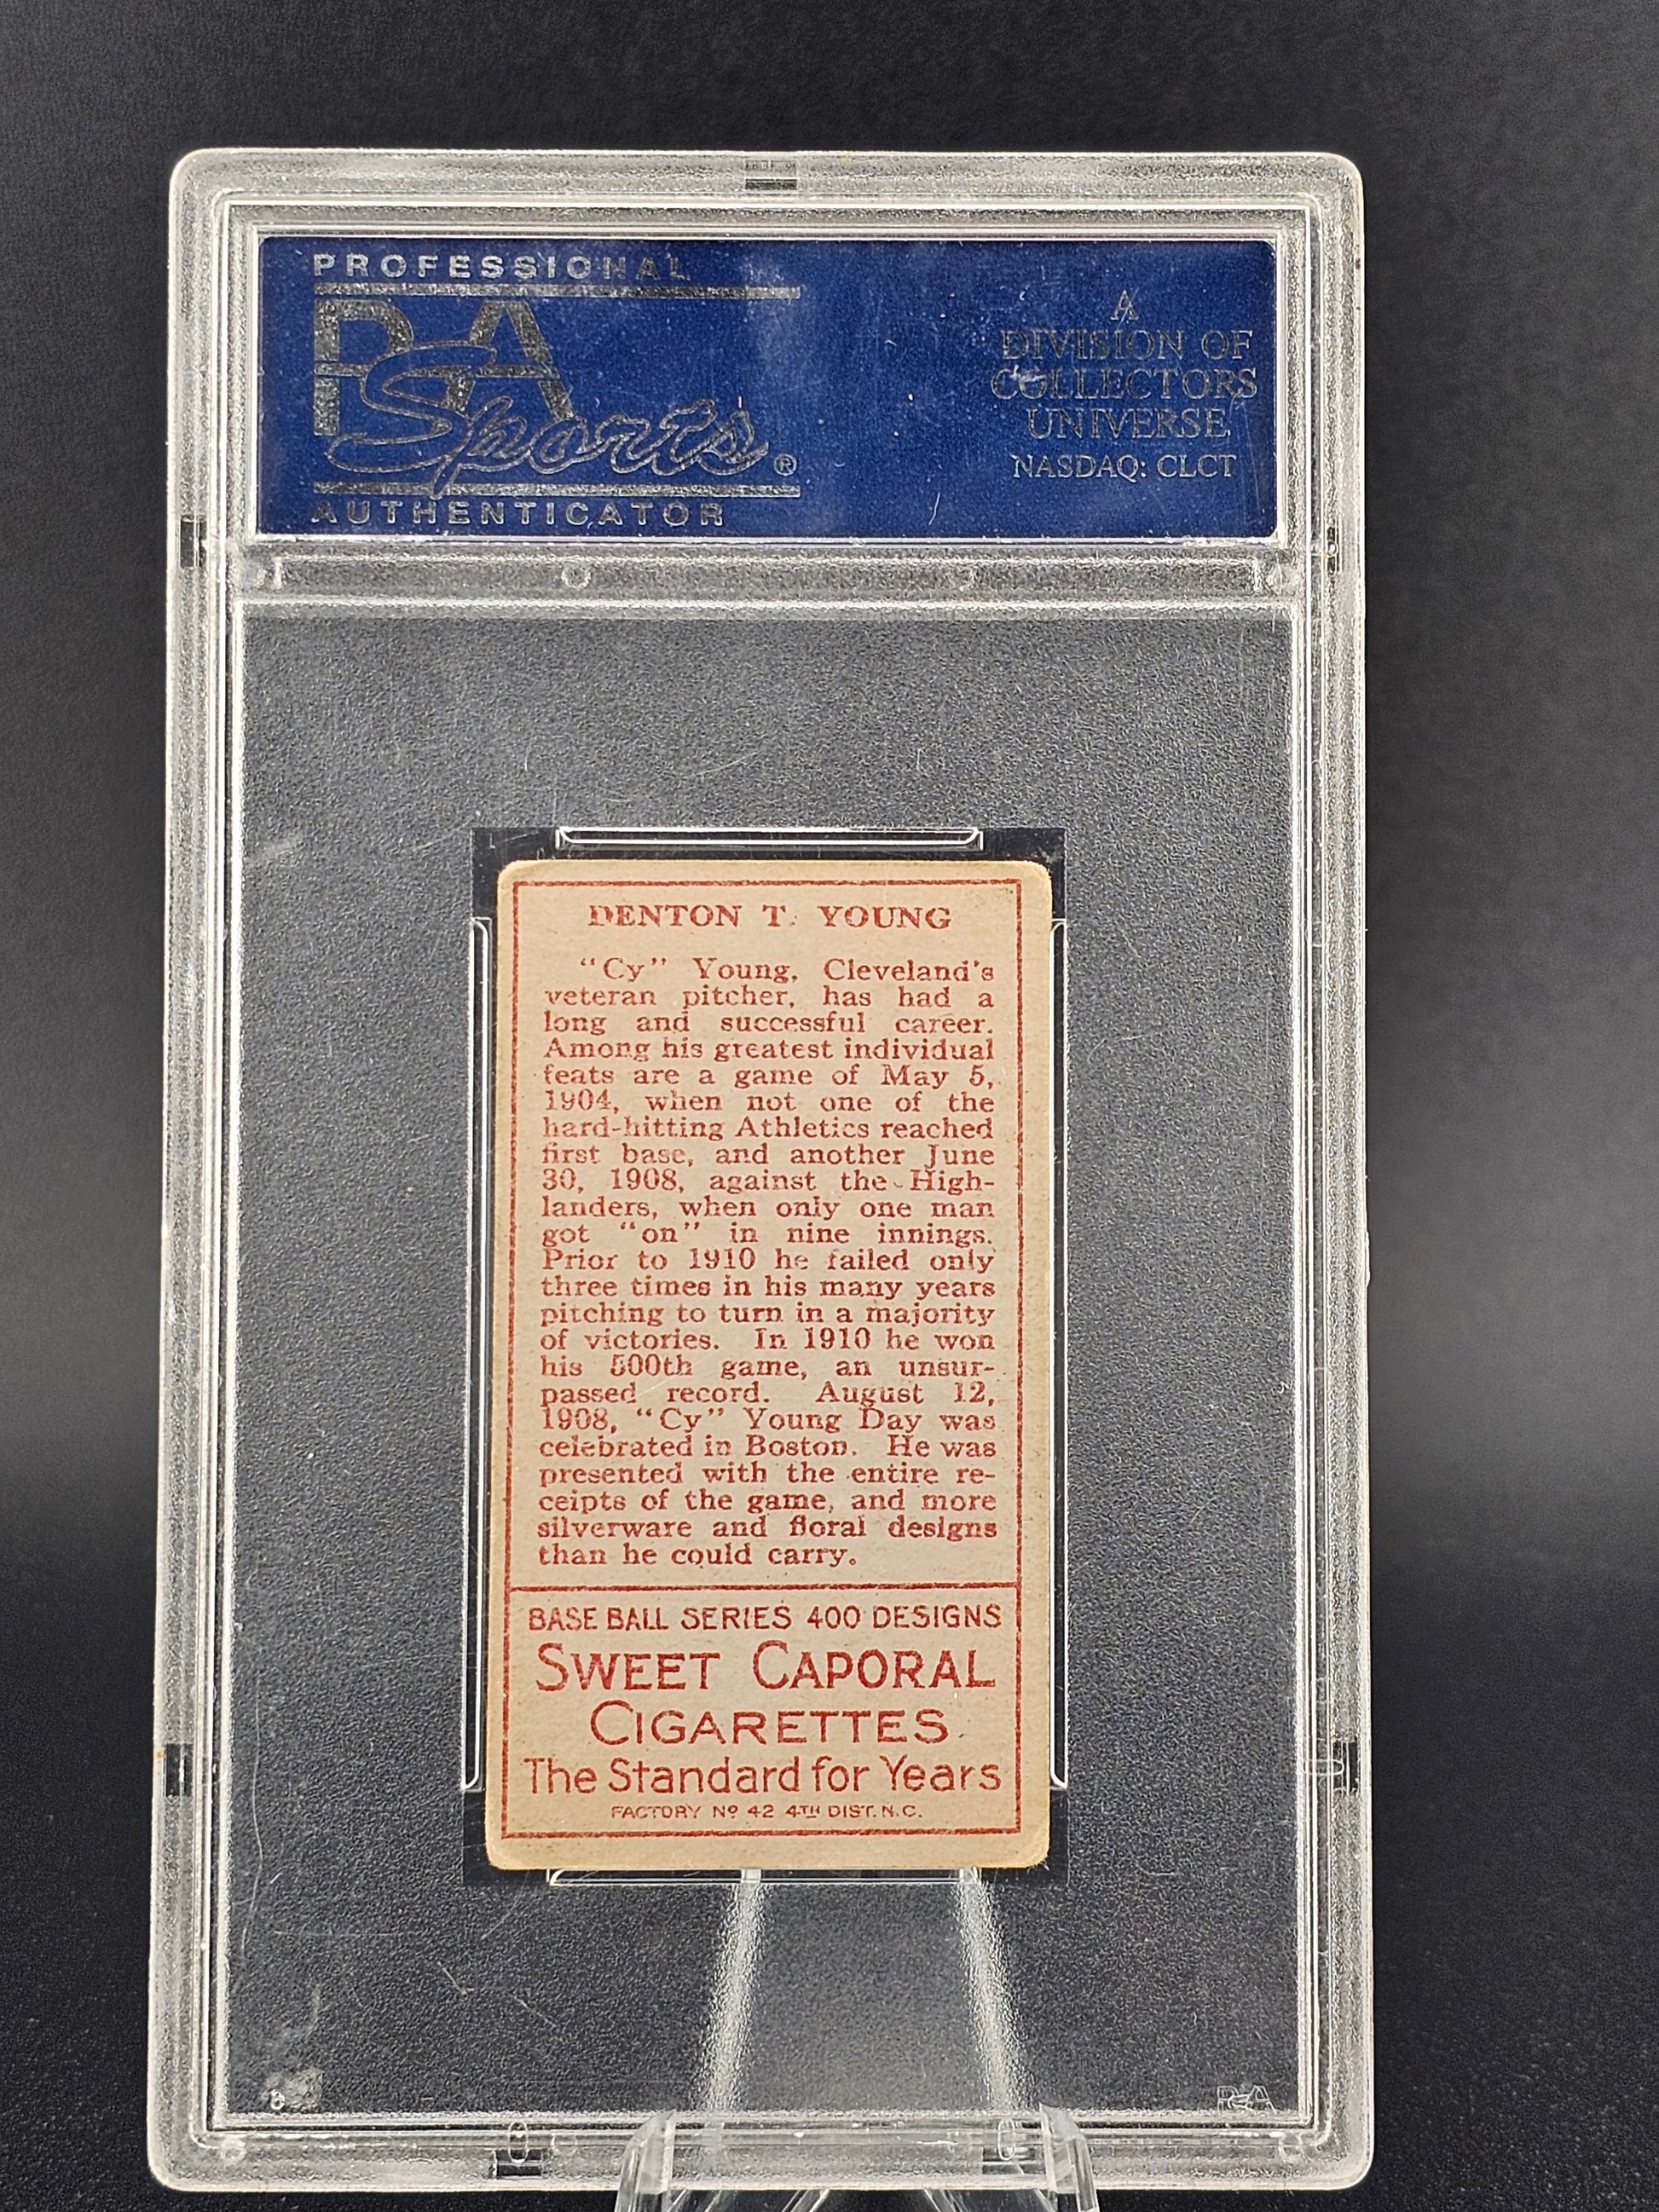 PROFESSIONAL
PSA
Sports®
AUTHENTICATOR
A
DIVISION OF
COLLECTORS
UNIVERSE
NASDAQ: CLCT
DENTON T. YOUNG
"Cy" Young, Cleveland's
veteran pitcher, has had a
long and successful career.
Among his greatest individual
feats are a game of May 5,
1904, when not one of the
hard-hitting Athletics reached
first base, and another June
30, 1908, against the High-
landers, when only one man
got "on" in nine innings.
Prior to 1910 he failed only
three times in his many years
pitching to turn in a majority
of victories. In 1910 he won
his 500th game, an unsur-
passed record. August 12,
1908, "Cy" Young Day was
celebrated in Boston. He was
presented with the entire re-
ceipts of the game, and more
silverware and floral designs
than he could carry.
BASE BALL SERIES 400 DESIGNS
SWEET CAPORAL
CIGARETTES
The Standard for Years
FACTORY Nº 42 4TH DIST. N.C.
PSA